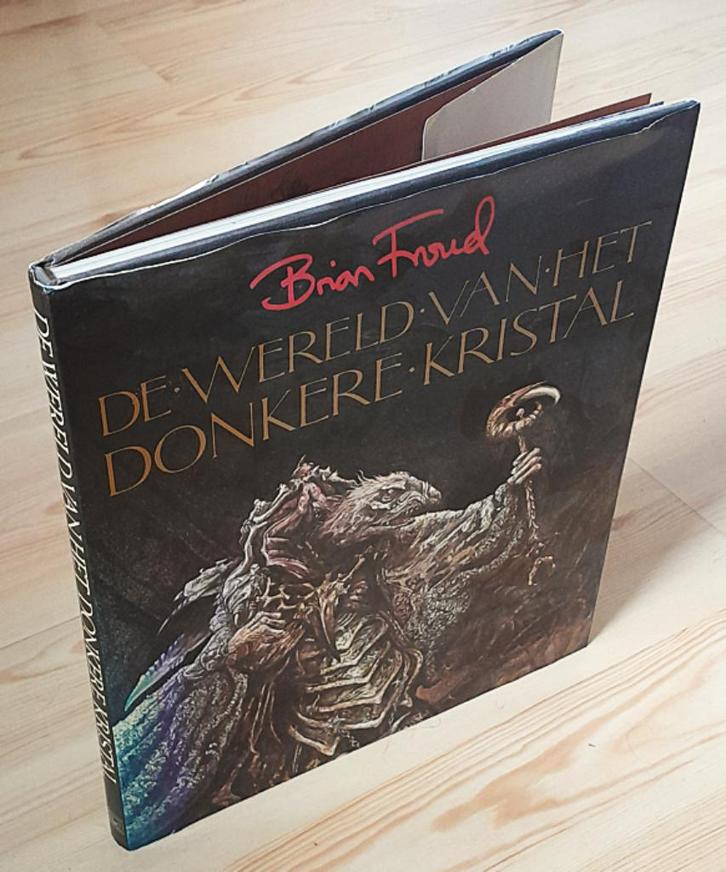 Brian Froud
DE·WERELD·VAN·HET
DONKERE·KRISTAL
DE WERELD VAN HET DONKERE KRISTAL